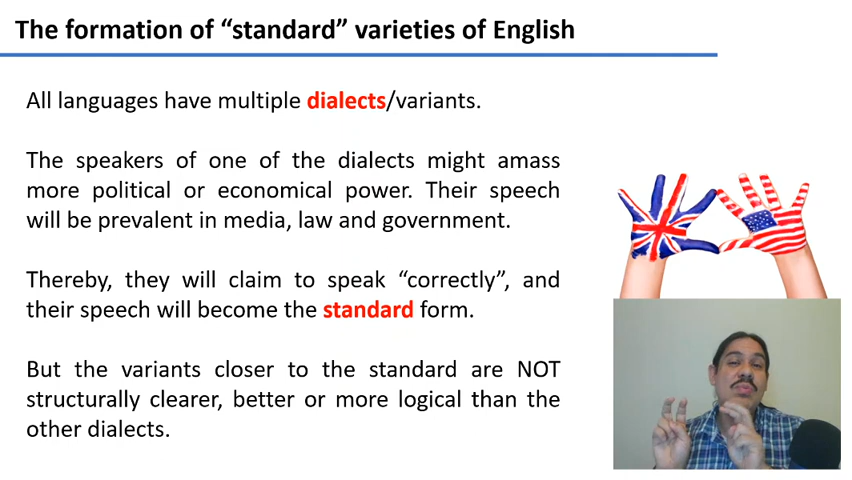 The formation of “standard” varieties of English
All languages have multiple dialects/variants.
The speakers of one of the dialects might amass
more political or economical power. Their speech
will be prevalent in media, law and government.
Thereby, they will claim to speak “correctly”, and
their speech will become the standard form.
But the variants closer to the standard are NOT
structurally clearer, better or more logical than the
other dialects.